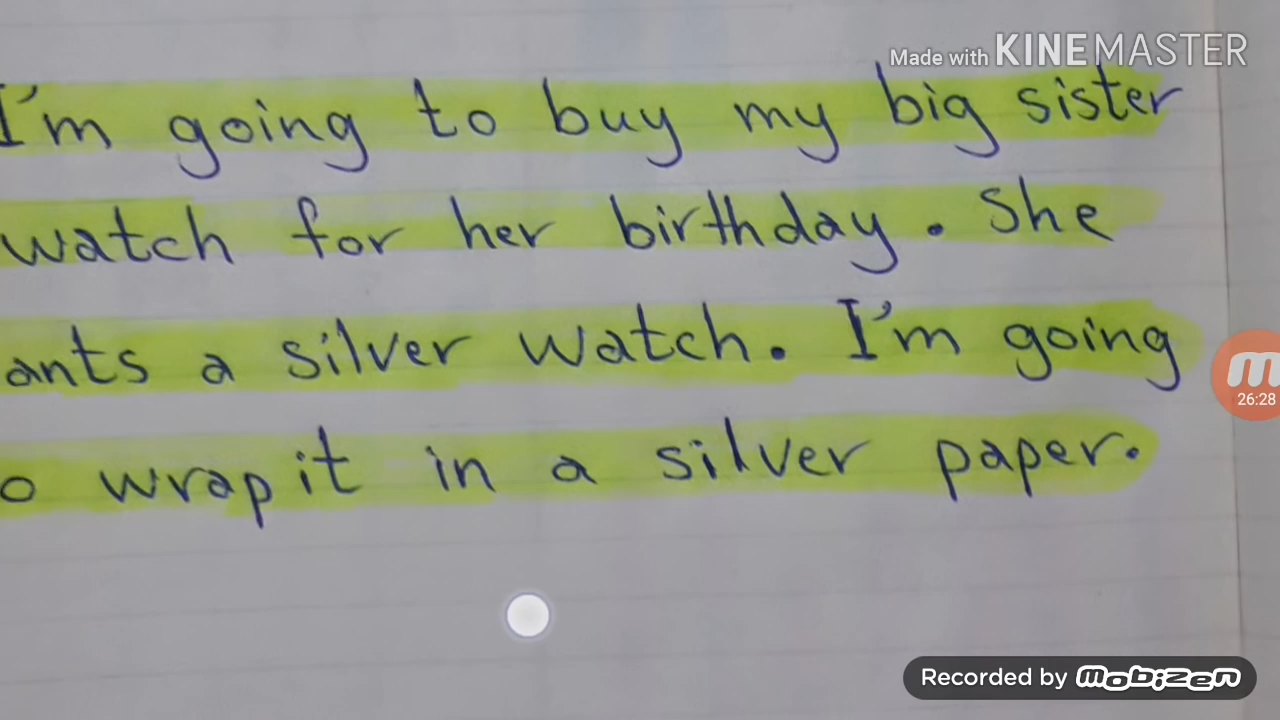 Made with KINEMASTER
I'm going to buy my big sister
watch for her birthday. She
ants a silver watch. I'm going
o wrap it in a silver paper.
26:28
Recorded by mobizen